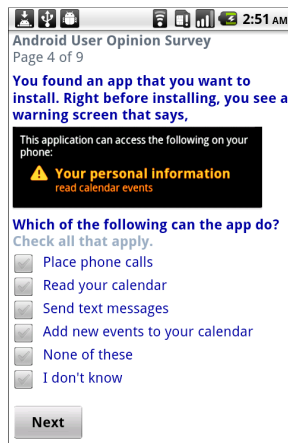 2:51 AM
Android User Opinion Survey
Page 4 of 9
You found an app that you want to
install. Right before installing, you see a
warning screen that says,
This application can access the following on your
phone:
Your personal information
read calendar events
Which of the following can the app do?
Check all that apply.
Place phone calls
Read your calendar
Send text messages
Add new events to your calendar
None of these
I don't know
Next